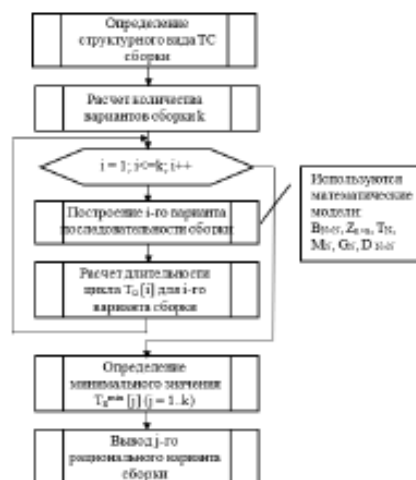 Определение
структурного вида ТС
сборки
Расчет количества
вариантов сборки k
i = 1; i<=k; i++
Построение i-го варианта
последовательности сборки
Используются
математические
модели:
Расчет длительности
цикла Tц [i] для i-го
варианта сборки
Определение
минимального значения
[j] (j = 1..k)
Вывод j-го
рационального варианта
сборки